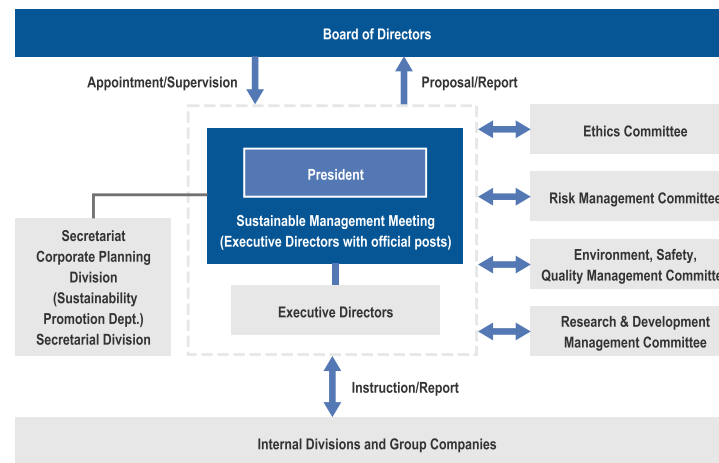 Board of Directors
Appointment/Supervision
Proposal/Report
President
Sustainable Management Meeting
(Executive Directors with official posts)
Executive Directors
Secretariat
Corporate Planning
Division
(Sustainability
Promotion Dept.)
Secretarial Division
Ethics Committee
Risk Management Committee
Environment, Safety,
Quality Management Committe
Research & Development
Management Committee
Instruction/Report
Internal Divisions and Group Companies